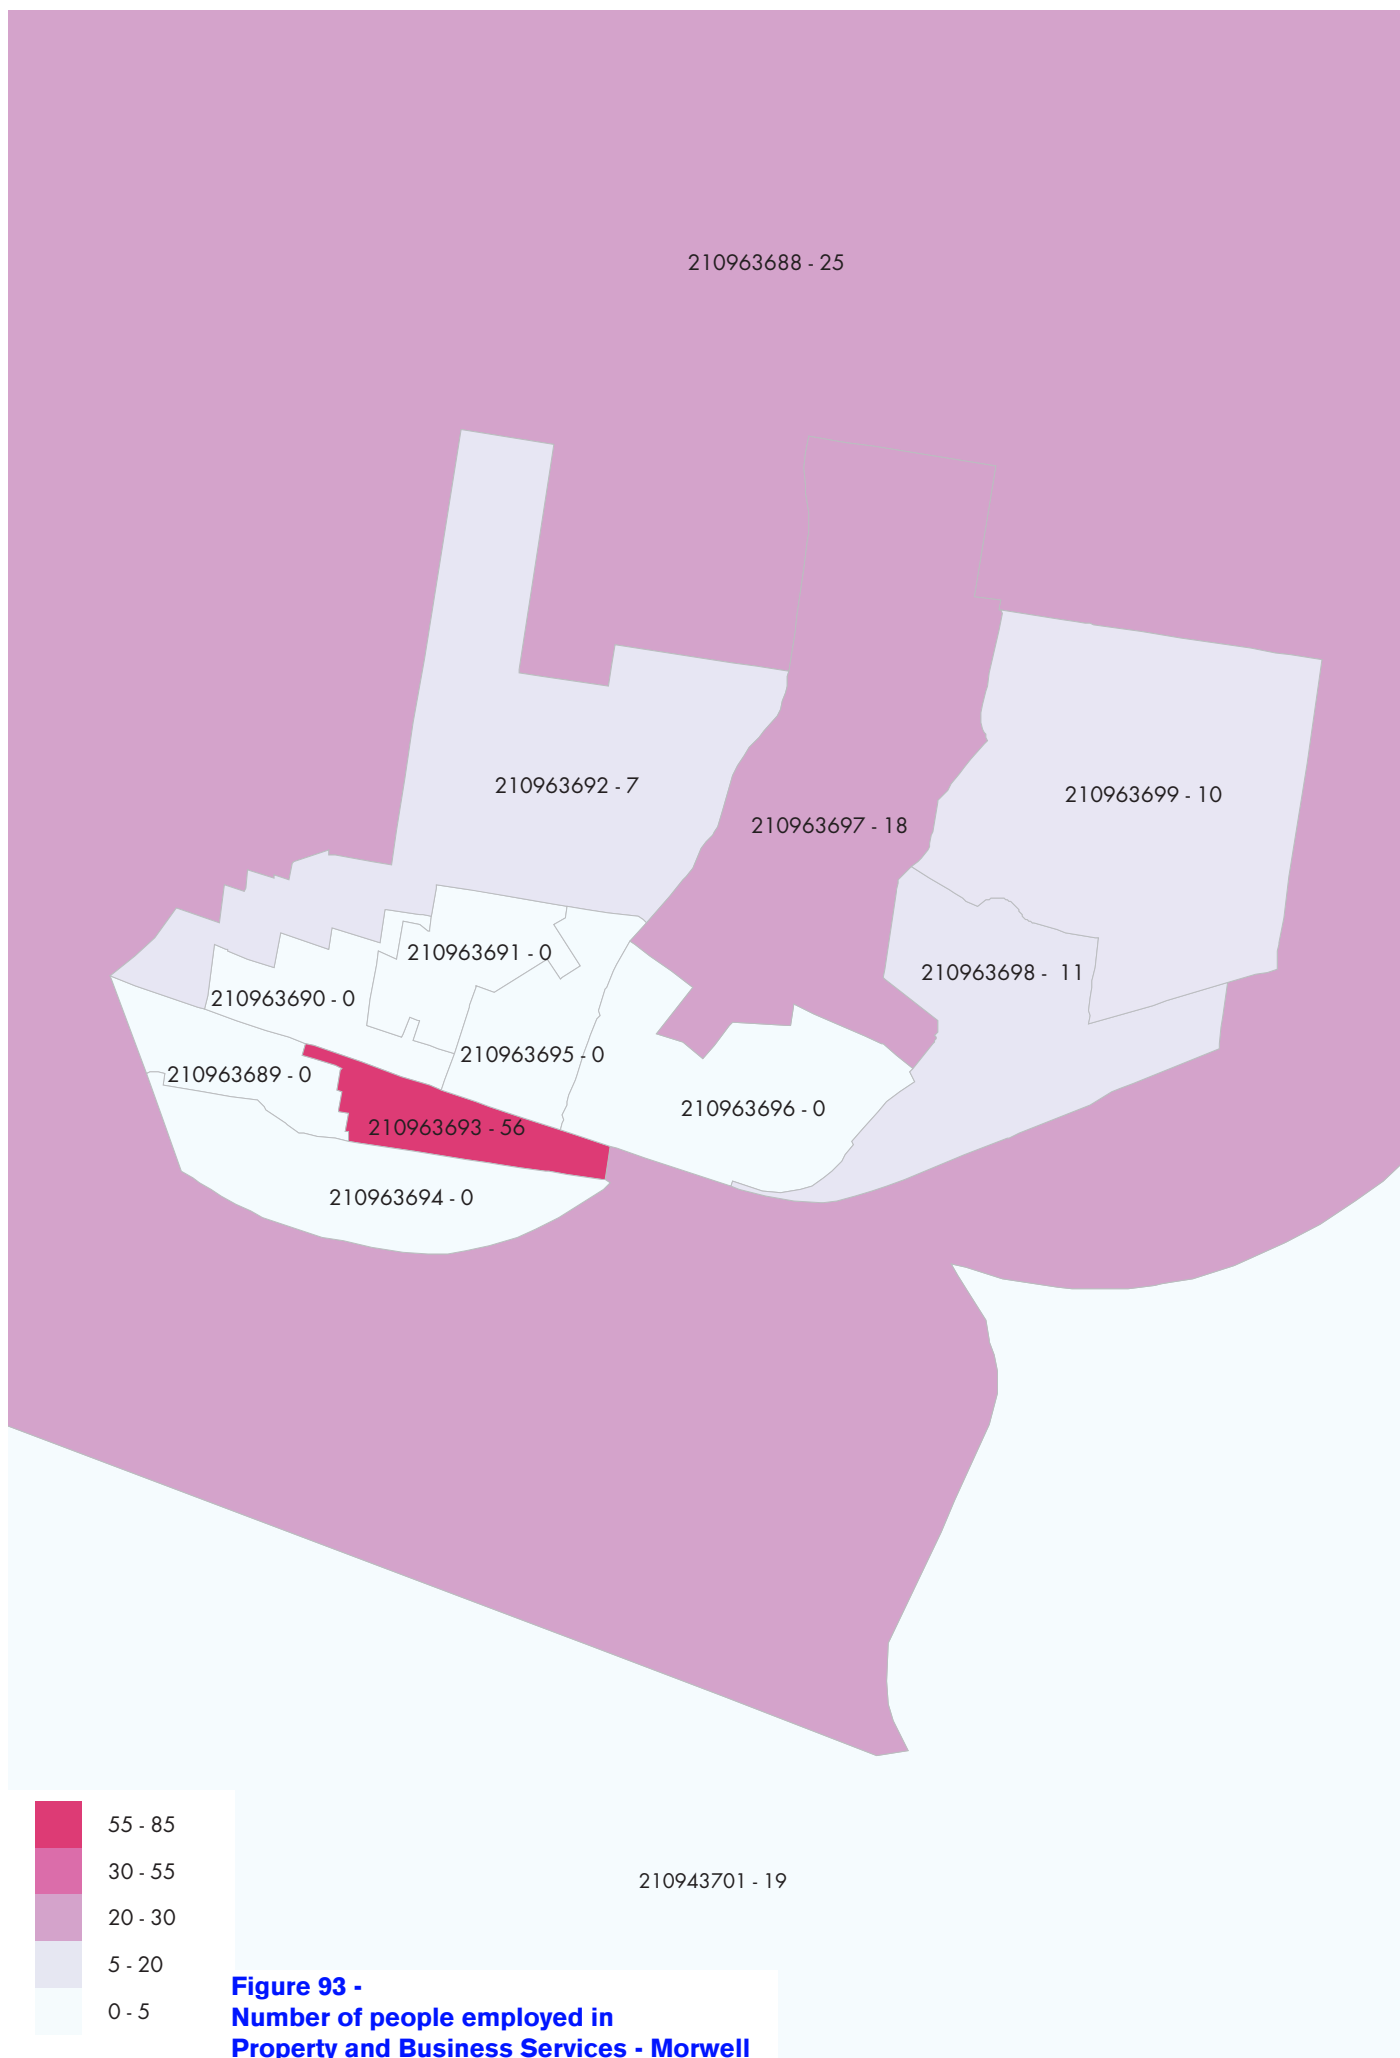 210963688 - 25
210963692 - 7
210963699 - 10
210963697 - 18
210963691 - 0
210963698 - 11
210963690 - 0
210963695 - 0
210963689 - 0
210963696 - 0
210963693 - 56
210963694 - 0
55 - 85
30 - 55
210943701 - 19
20 - 30
5 - 20
0 - 5
Figure 93 -
Number of people employed in
Property and Business Services - Morwell